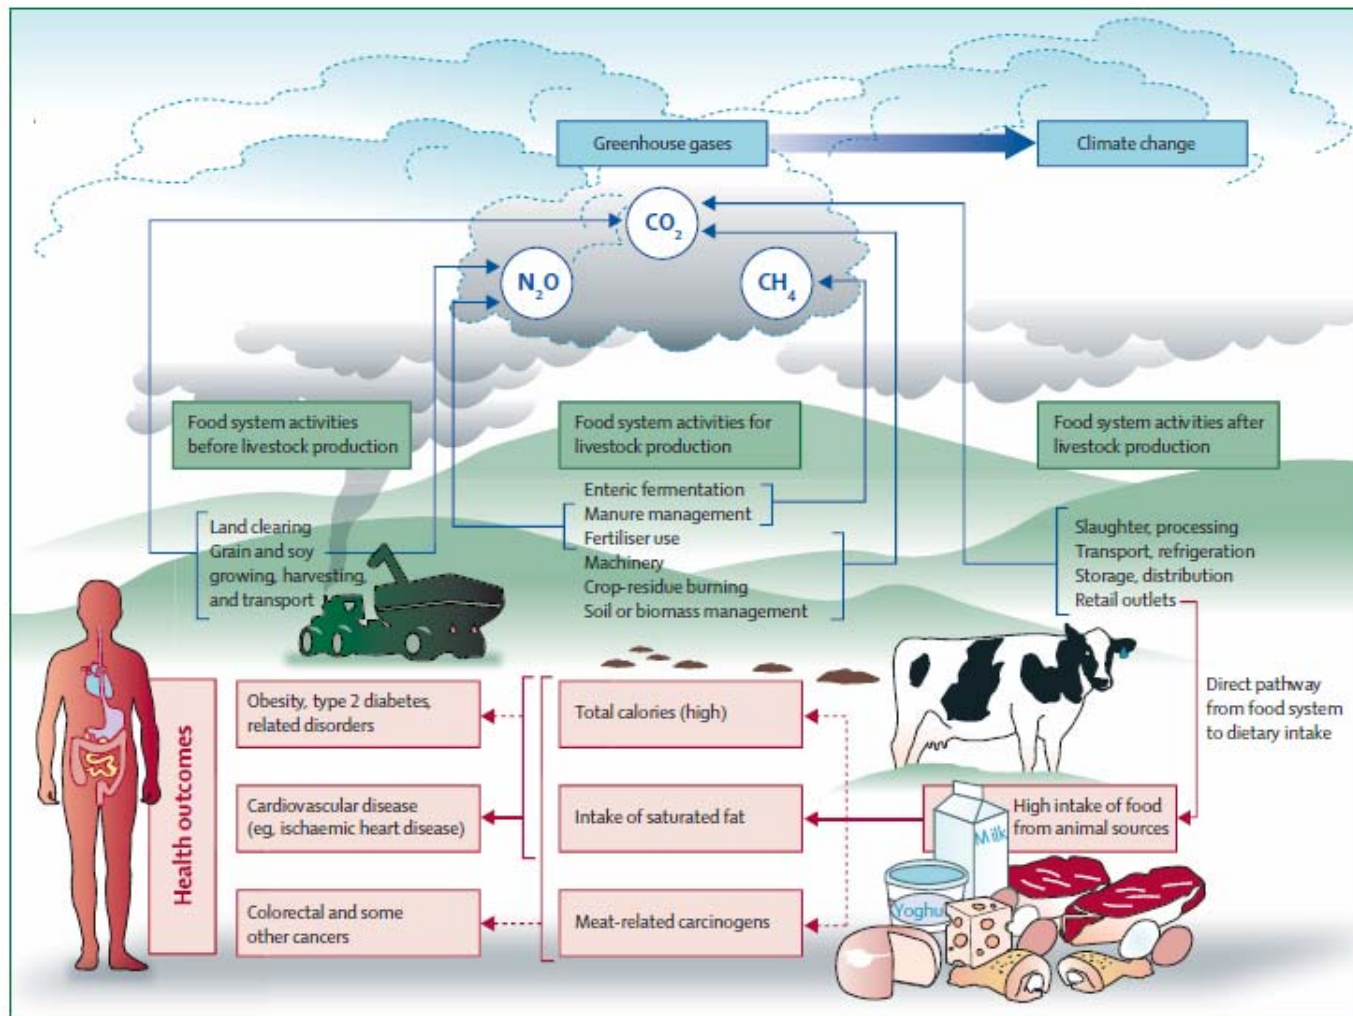 Greenhouse gases
Climate change
CO₂
N₂O
CH₄
Food system activities
before livestock production
Food system activities for
livestock production
Food system activities after
livestock production
Land clearing
Grain and soy
growing, harvesting,
and transport
Enteric fermentation
Manure management
Fertiliser use
Machinery
Crop-residue burning
Soil or biomass management
Slaughter, processing
Transport, refrigeration
Storage, distribution
Retail outlets
Direct pathway
from food system
to dietary intake
Health outcomes
Obesity, type 2 diabetes,
related disorders
Cardiovascular disease
(eg, ischaemic heart disease)
Colorectal and some
other cancers
Total calories (high)
Intake of saturated fat
Meat-related carcinogens
High intake of food
from animal sources
Milk
Yoghu